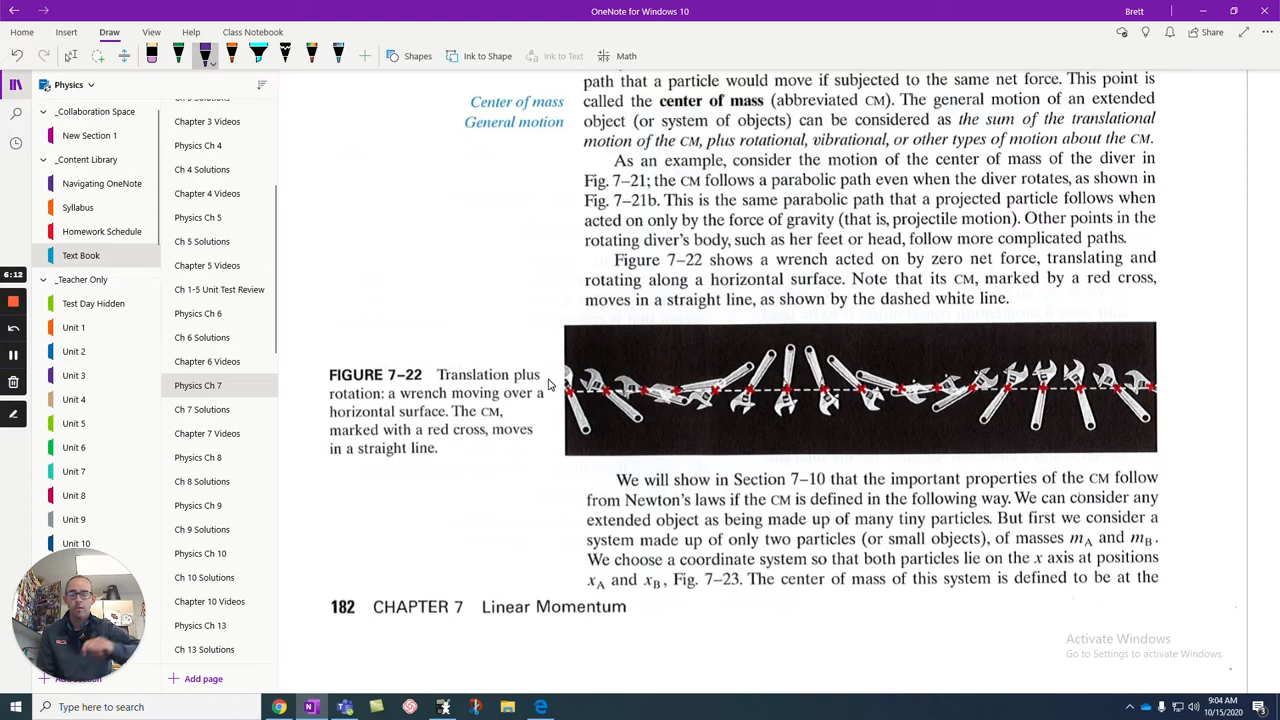 OneNote for Windows 10
Brett
Home Insert Draw View Help Class Notebook
Share
Shapes Ink to Shape Ink to Text Math
Physics
_Collaboration Space
New Section 1
_Content Library
Navigating OneNote
Syllabus
Homework Schedule
Text Book
_Teacher Only
Test Day Hidden
Unit 1
Unit 2
Unit 3
Unit 4
Unit 5
Unit 6
Unit 7
Unit 8
Unit 9
Unit 10
6:12
Chapter 3 Videos
Physics Ch 4
Ch 4 Solutions
Chapter 4 Videos
Physics Ch 5
Ch 5 Solutions
Chapter 5 Videos
Ch 1-5 Unit Test Review
Physics Ch 6
Ch 6 Solutions
Chapter 6 Videos
Physics Ch 7
Ch 7 Solutions
Chapter 7 Videos
Physics Ch 8
Ch 8 Solutions
Physics Ch 9
Ch 9 Solutions
Physics Ch 10
Ch 10 Solutions
Chapter 10 Videos
Physics Ch 13
Ch 13 Solutions
Add page
Center of mass
General motion
path that a particle would move if subjected to the same net force. This point is
called the center of mass (abbreviated CM). The general motion of an extended
object (or system of objects) can be considered as the sum of the translational
motion of the CM, plus rotational, vibrational, or other types of motion about the CM.
As an example, consider the motion of the center of mass of the diver in
Fig. 7–21; the CM follows a parabolic path even when the diver rotates, as shown in
Fig. 7–21b. This is the same parabolic path that a projected particle follows when
acted on only by the force of gravity (that is, projectile motion). Other points in the
rotating diver's body, such as her feet or head, follow more complicated paths.
Figure 7–22 shows a wrench acted on by zero net force, translating and
rotating along a horizontal surface. Note that its CM, marked by a red cross,
moves in a straight line, as shown by the dashed white line.
FIGURE 7–22 Translation plus
rotation: a wrench moving over a
horizontal surface. The CM,
marked with a red cross, moves
in a straight line.
We will show in Section 7–10 that the important properties of the CM follow
from Newton's laws if the CM is defined in the following way. We can consider any
extended object as being made up of many tiny particles. But first we consider a
system made up of only two particles (or small objects), of masses mA and mB.
We choose a coordinate system so that both particles lie on the x axis at positions
xA and xB, Fig. 7–23. The center of mass of this system is defined to be at the
182 CHAPTER 7 Linear Momentum
Activate Windows
Go to Settings to activate Windows.
Type here to search
9:04 AM
10/15/2020